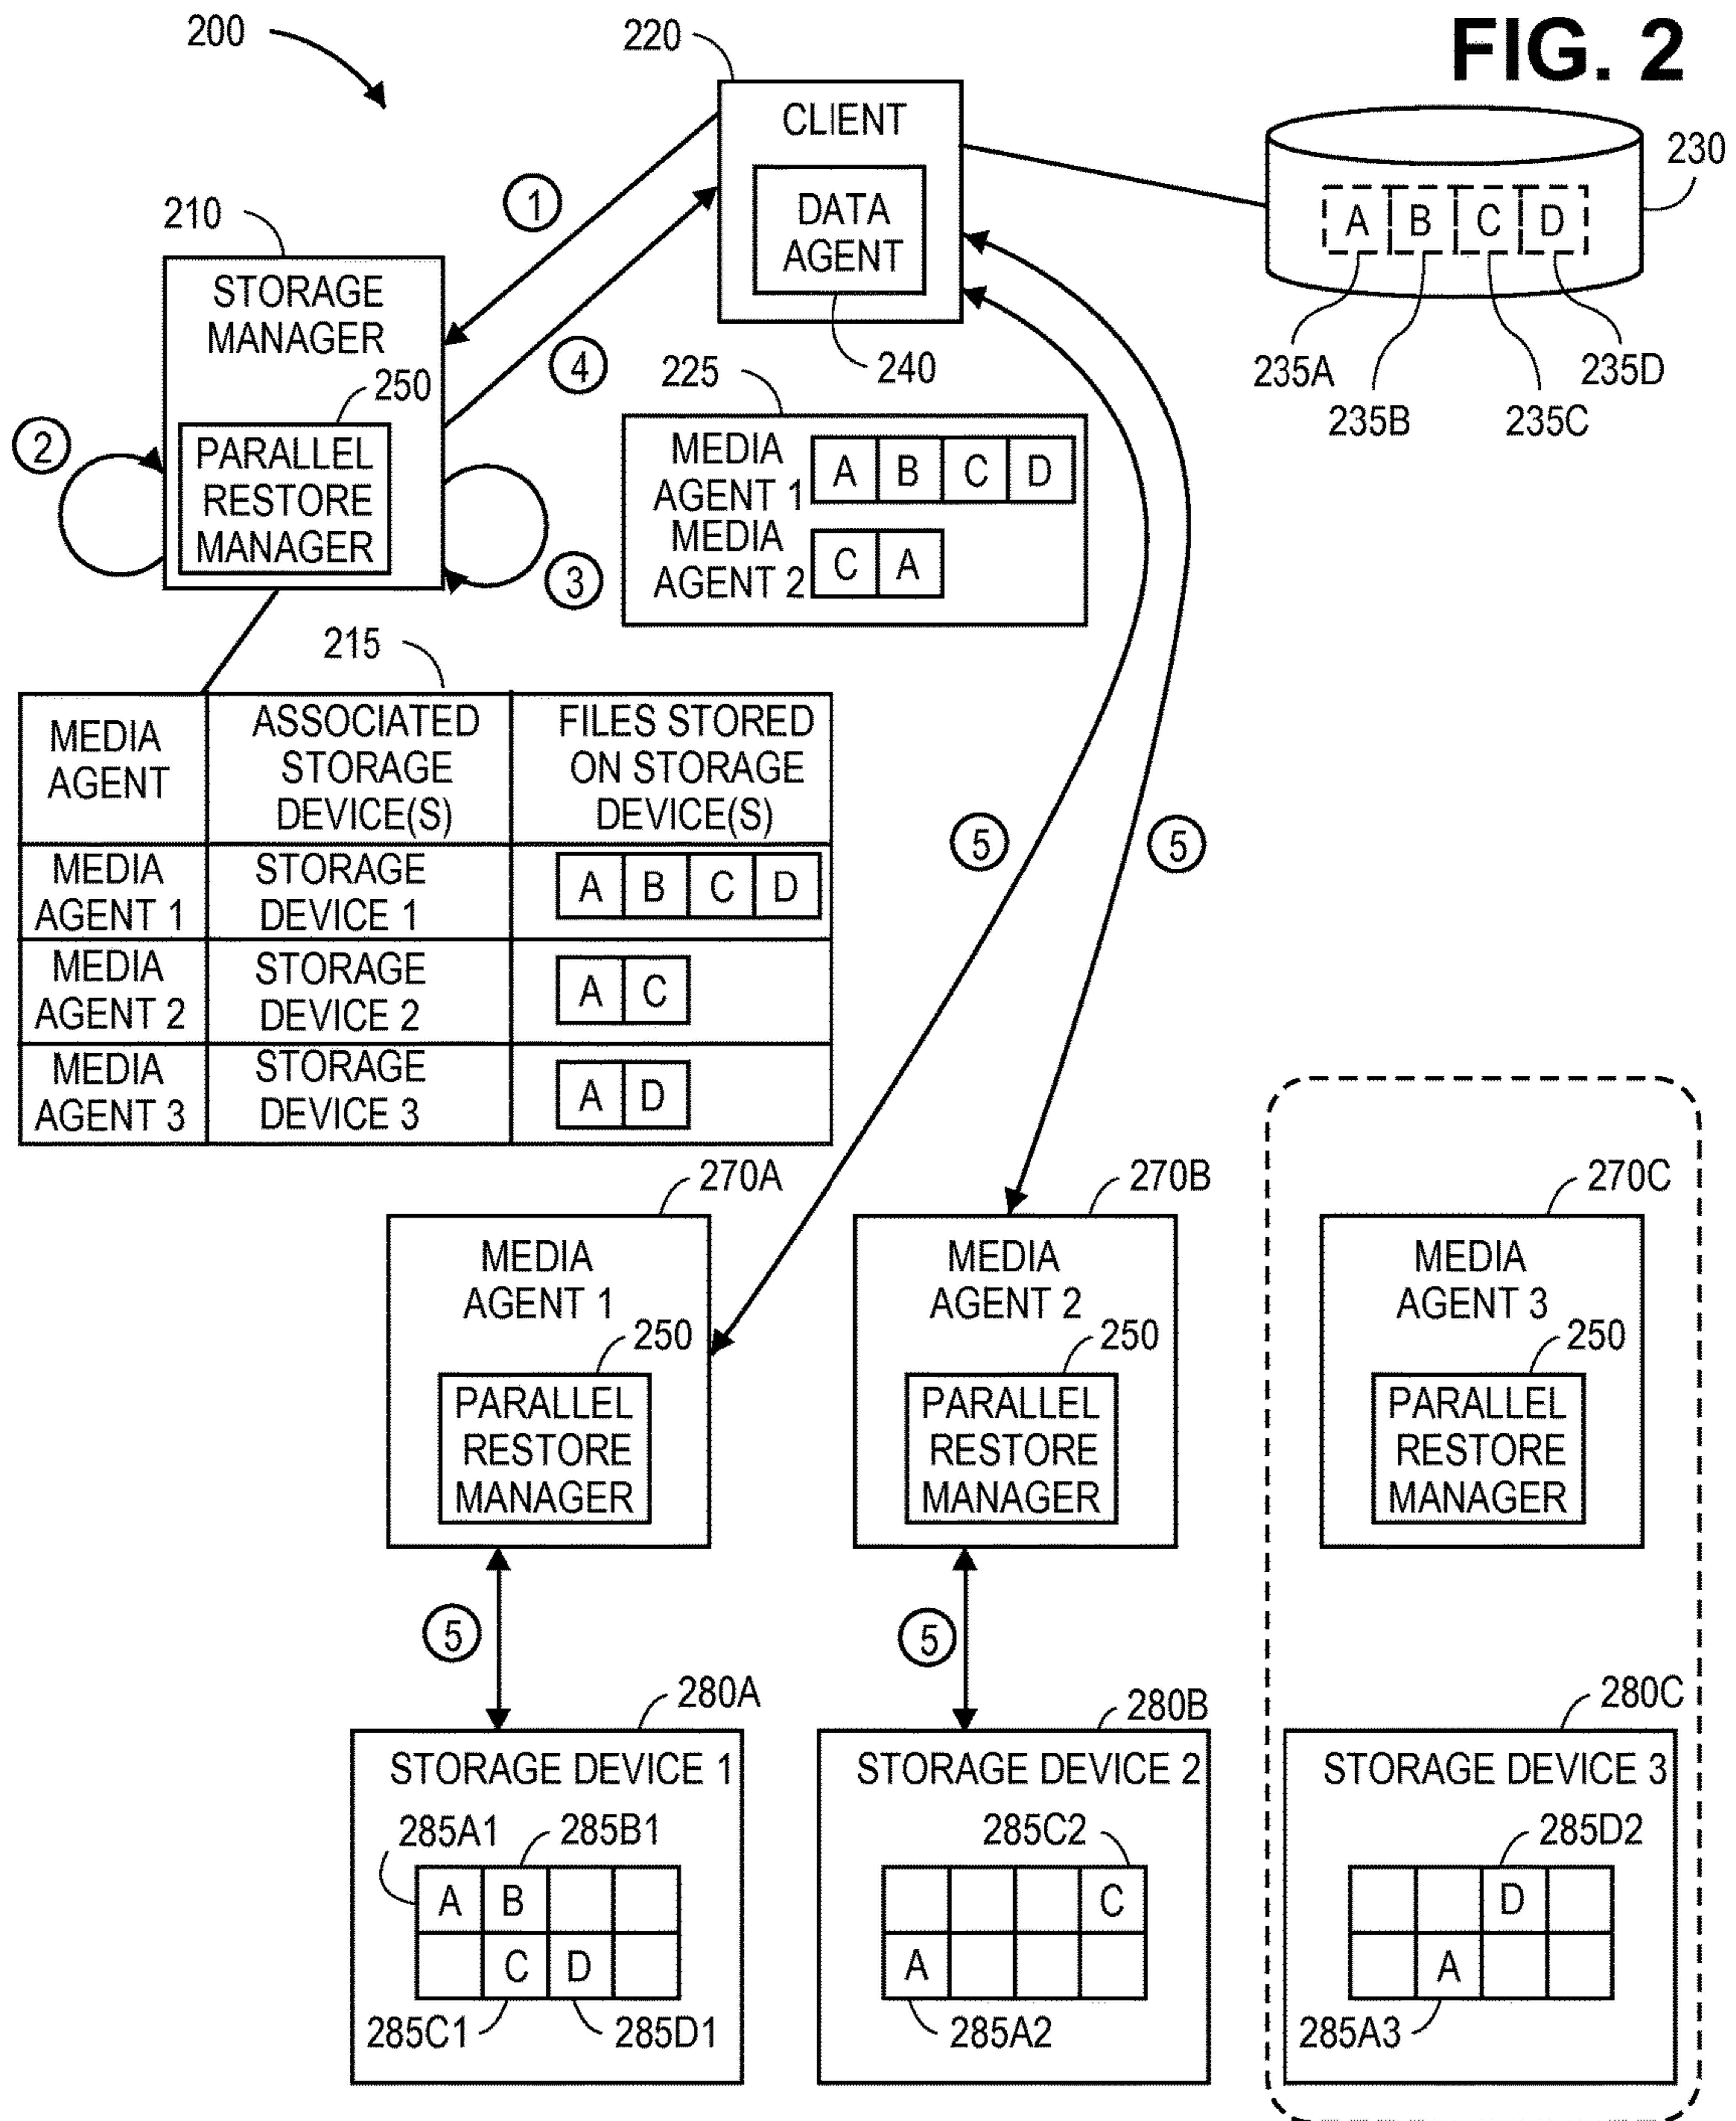 200
220
FIG. 2
CLIENT
DATA
AGENT
240
230
A B C D
235A
235B
235C
235D
1
210
STORAGE
MANAGER
250
PARALLEL
RESTORE
MANAGER
2
3
4
225
MEDIA
AGENT 1
A B C D
MEDIA
AGENT 2
C A
215
MEDIA
AGENT
ASSOCIATED
STORAGE
DEVICE(S)
FILES STORED
ON STORAGE
DEVICE(S)
MEDIA
AGENT 1
STORAGE
DEVICE 1
A B C D
MEDIA
AGENT 2
STORAGE
DEVICE 2
A C
MEDIA
AGENT 3
STORAGE
DEVICE 3
A D
5
5
270A
MEDIA
AGENT 1
250
PARALLEL
RESTORE
MANAGER
270B
MEDIA
AGENT 2
250
PARALLEL
RESTORE
MANAGER
270C
MEDIA
AGENT 3
250
PARALLEL
RESTORE
MANAGER
5
5
280A
STORAGE DEVICE 1
285A1
285B1
A B
C D
285C1
285D1
280B
STORAGE DEVICE 2
285C2
C
A
285A2
280C
STORAGE DEVICE 3
285D2
D
A
285A3